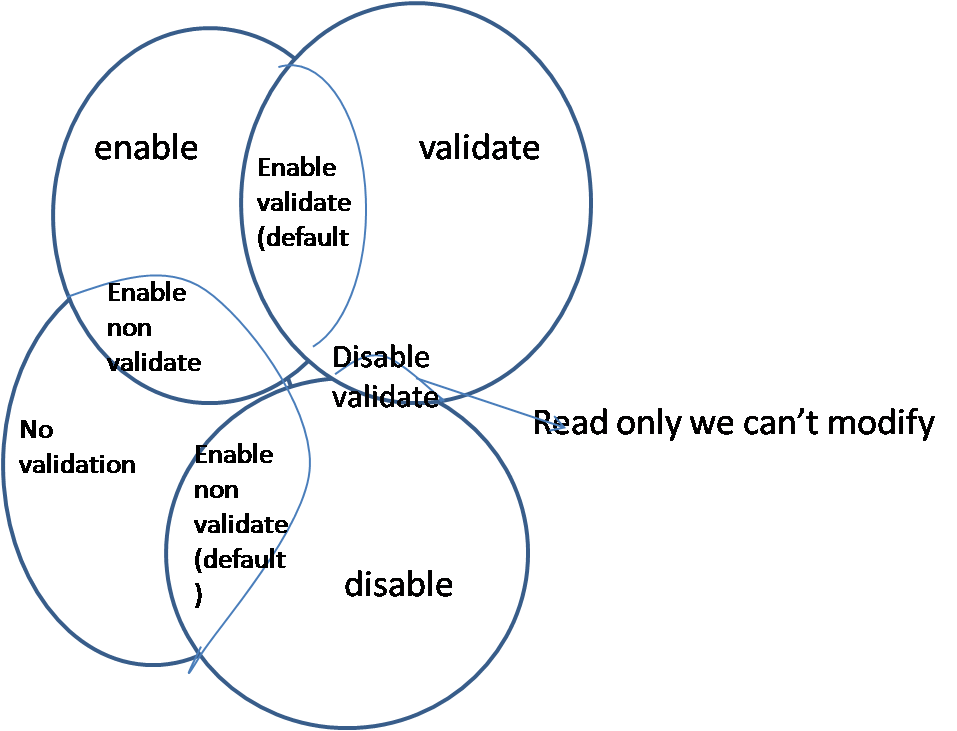 enable
validate
Enable
validate
(default
Enable
non
validate
Disable
validate
Read only we can’t modify
No
validation
Enable
non
validate
(default
)
disable